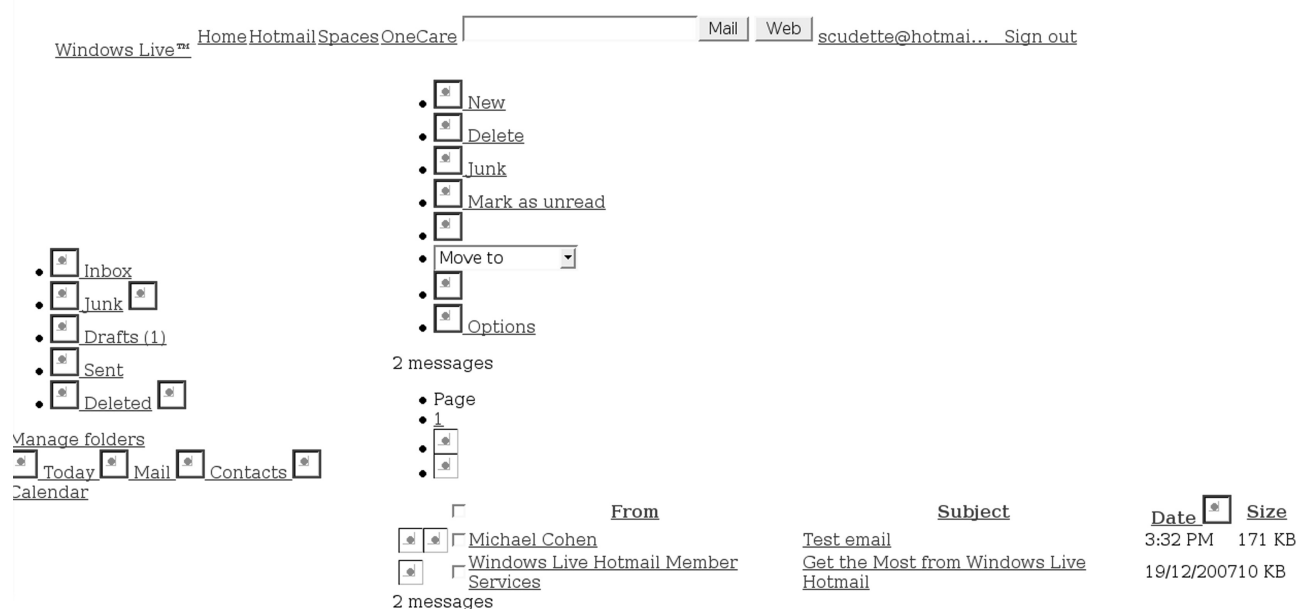 Windows Live™ Home Hotmail Spaces OneCare Mail Web scudette@hotmai... Sign out
New
Delete
Junk
Mark as unread
Move to
Options
Inbox
Junk
Drafts (1)
Sent
Deleted
Manage folders
Today Mail Contacts
Calendar
2 messages
Page
1
From Subject Date Size
Michael Cohen Test email 3:32 PM 171 KB
Windows Live Hotmail Member Get the Most from Windows Live 19/12/2007 10 KB
Services Hotmail
2 messages